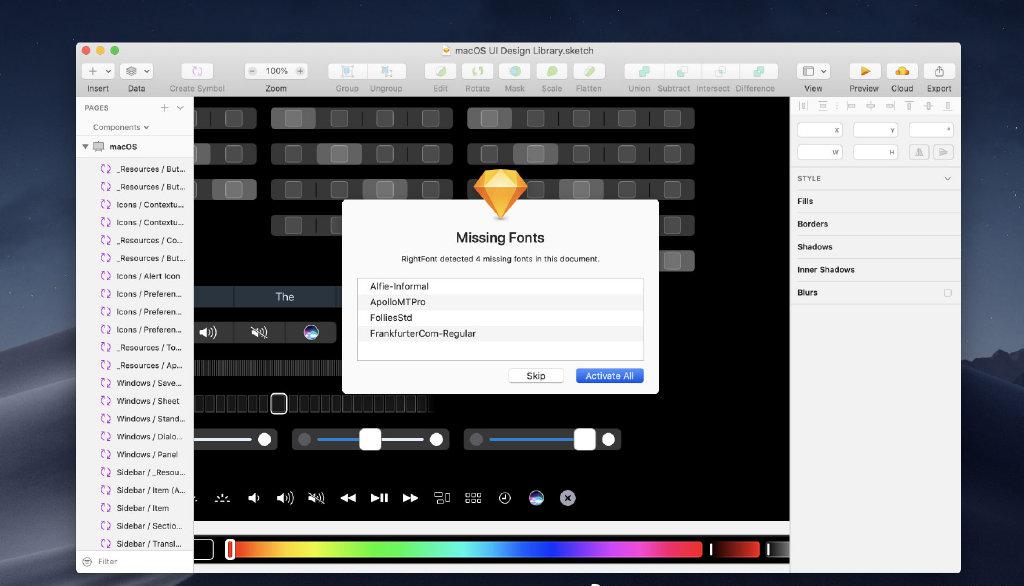 macOS UI Design Library.sketch
100%
Insert
Data
Create Symbol
Zoom
Group
Ungroup
Edit
Rotate
Mask
Scale
Flatten
Union
Subtract
Intersect
Difference
View
Preview
Cloud
Export
PAGES
Components
macOS
_Resources / But...
_Resources / But...
Icons / Contextu...
Icons / Contextu...
_Resources / Co...
_Resources / But...
Icons / Alert Icon
Icons / Preferen...
Icons / Preferen...
Icons / Preferen...
_Resources / To...
_Resources / Ap...
Windows / Save...
Windows / Sheet
Windows / Stand...
Windows / Dialo...
Windows / Panel
Sidebar / _Resou...
Sidebar / Item (A...
Sidebar / Item
Sidebar / Sectio...
Sidebar / Transl...
Filter
The
Missing Fonts
RightFont detected 4 missing fonts in this document.
Alfie-Informal
ApolloMTPro
FolliesStd
FrankfurterCom-Regular
Skip
Activate All
X
Y
°
W
H
STYLE
Fills
Borders
Shadows
Inner Shadows
Blurs